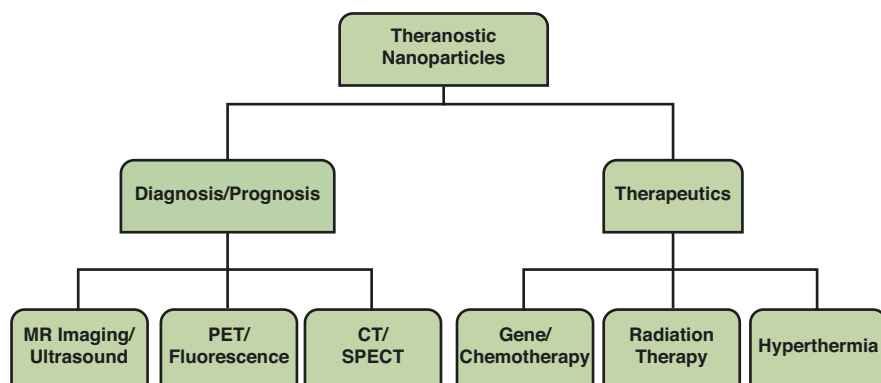 Theranostic
Nanoparticles
Diagnosis/Prognosis
Therapeutics
MR Imaging/
Ultrasound
PET/
Fluorescence
CT/
SPECT
Gene/
Chemotherapy
Radiation
Therapy
Hyperthermia